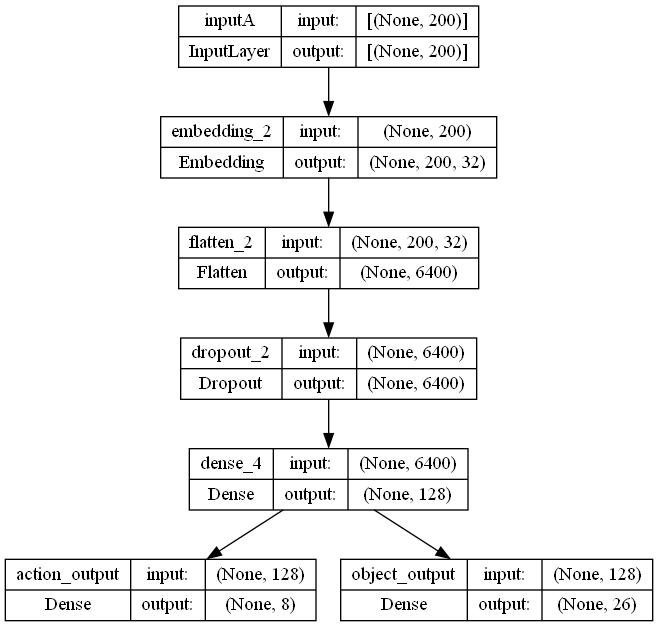 inputA input: [(None, 200)]
InputLayer output: [(None, 200)]
embedding_2 input: (None, 200)
Embedding output: (None, 200, 32)
flatten_2 input: (None, 200, 32)
Flatten output: (None, 6400)
dropout_2 input: (None, 6400)
Dropout output: (None, 6400)
dense_4 input: (None, 6400)
Dense output: (None, 128)
action_output input: (None, 128)
Dense output: (None, 8)
object_output input: (None, 128)
Dense output: (None, 26)